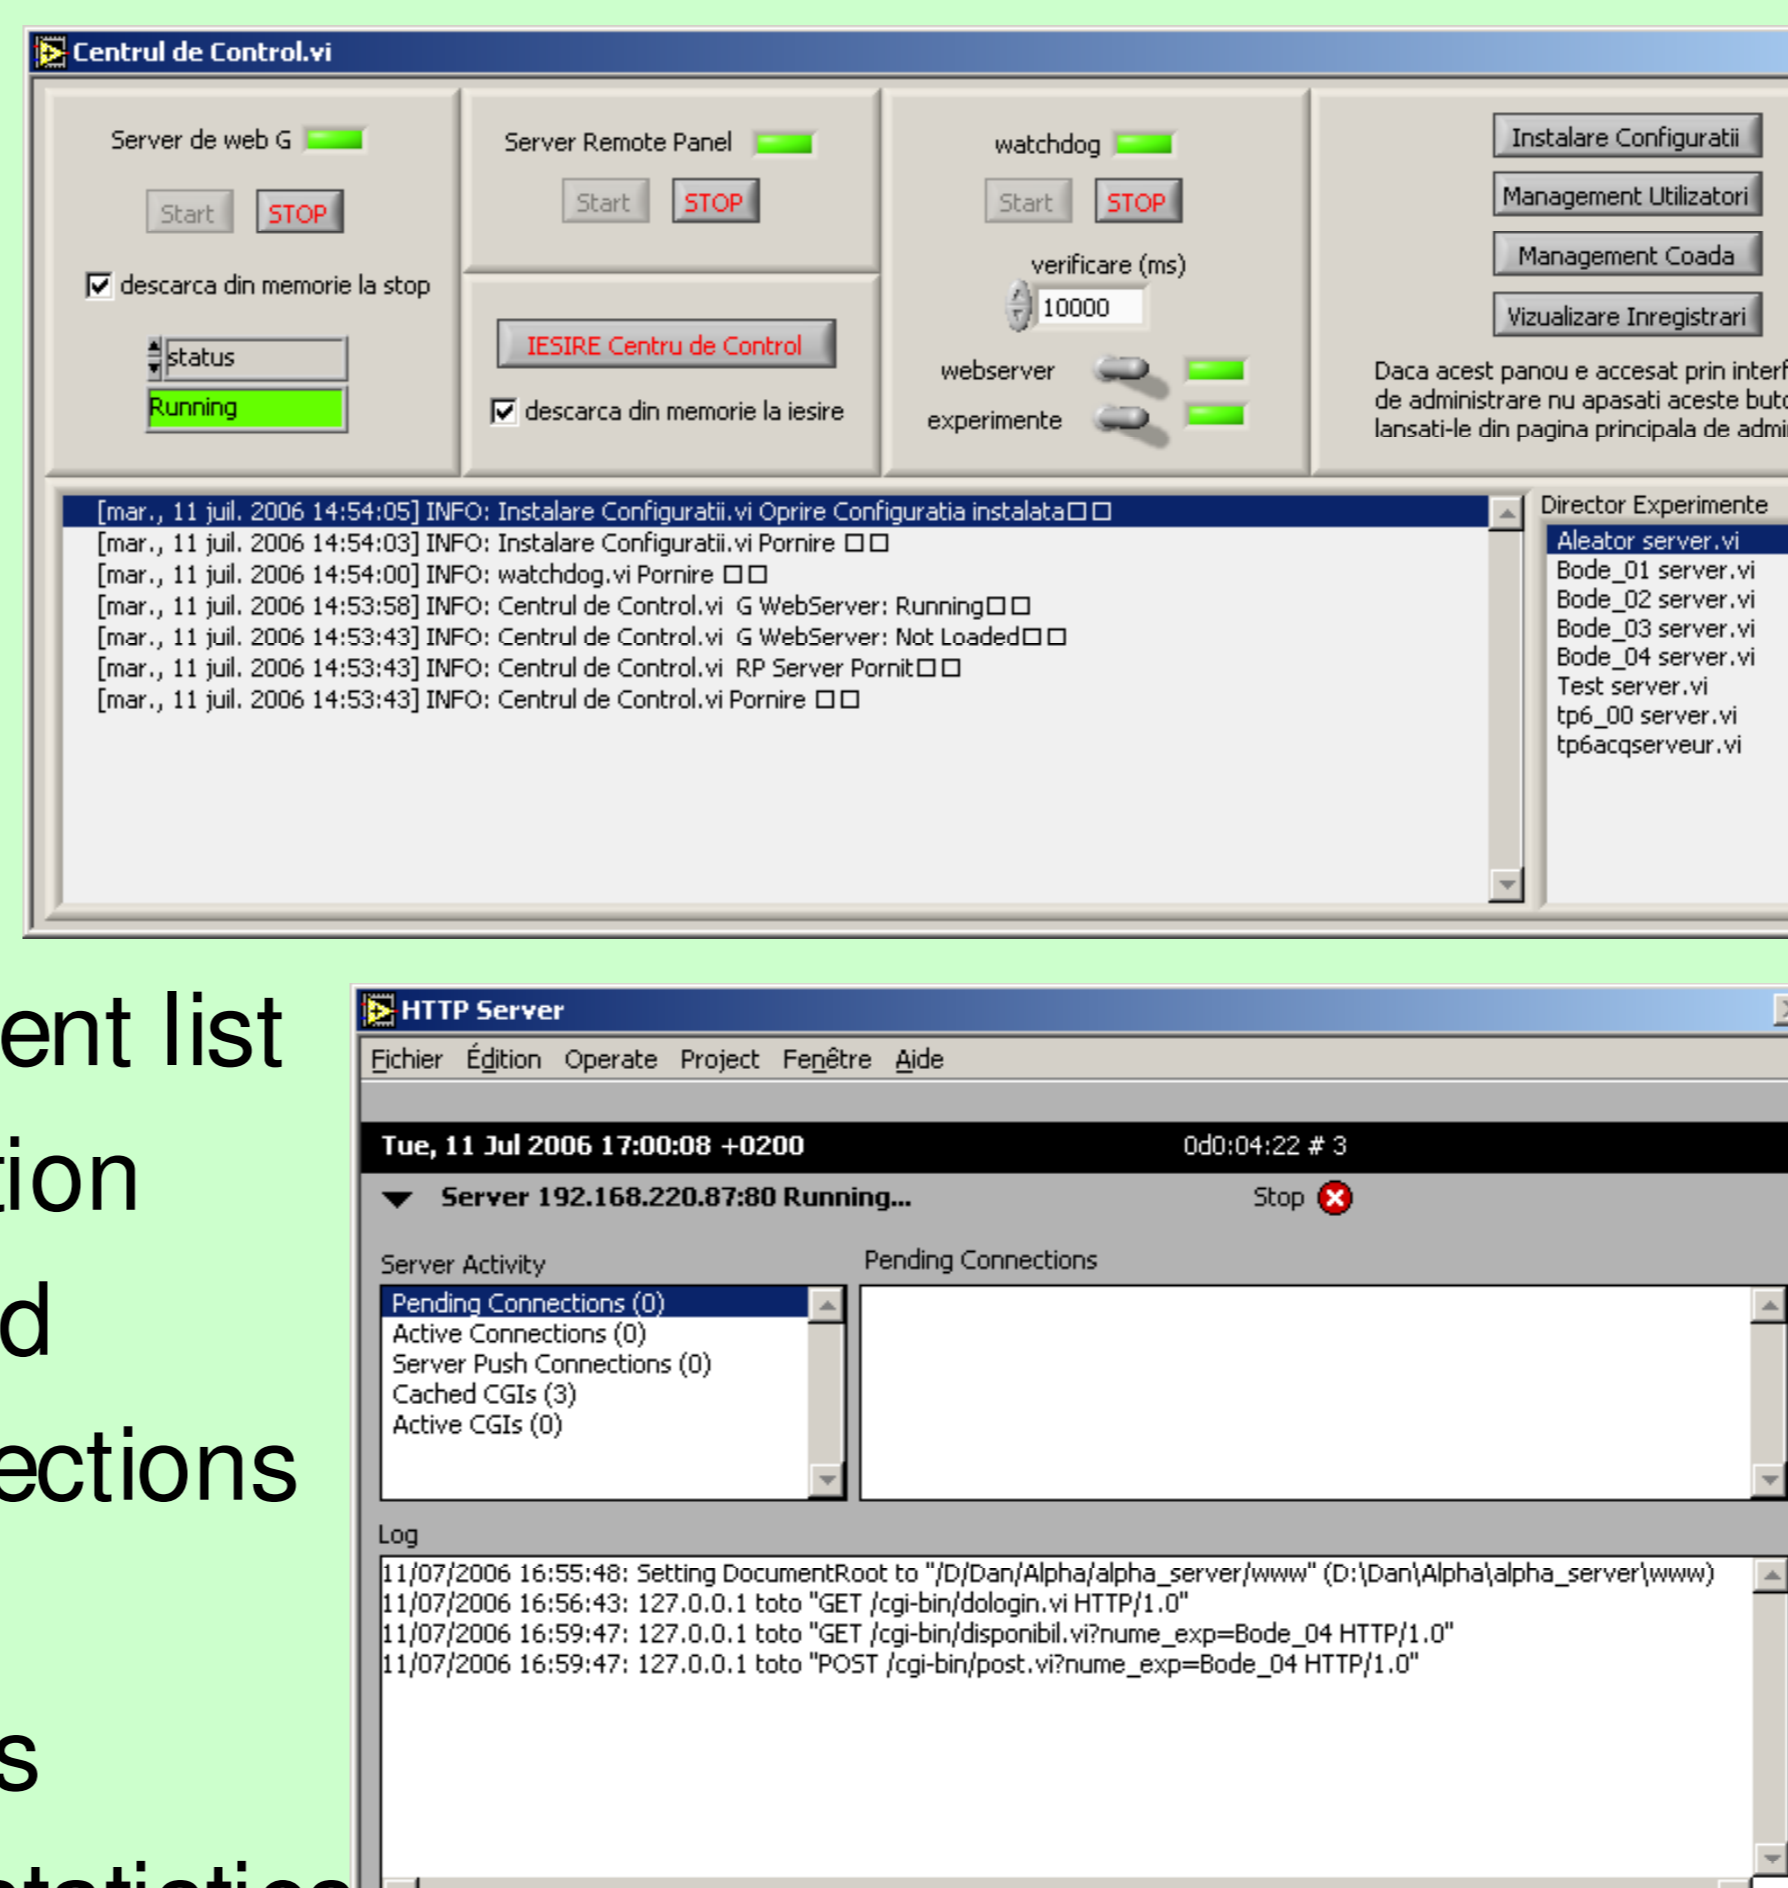 Centrul de Control.vi
Server de web G
Start STOP
descarca din memorie la stop
status
Running
Server Remote Panel
Start STOP
IESIRE Centru de Control
descarca din memorie la iesire
watchdog
Start STOP
verificare (ms)
10000
webserver
experimente
Instalare Configuratii
Management Utilizatori
Management Coada
Vizualizare Inregistrari
Daca acest panou e accesat prin interf
de administrare nu apasati aceste buto
lansati-le din pagina principala de admi
[mar., 11 juil. 2006 14:54:05] INFO: Instalare Configuratii.vi Oprire Configuratia instalata□□
[mar., 11 juil. 2006 14:54:03] INFO: Instalare Configuratii.vi Pornire □□
[mar., 11 juil. 2006 14:54:00] INFO: watchdog.vi Pornire □□
[mar., 11 juil. 2006 14:53:58] INFO: Centrul de Control.vi  G WebServer: Running□□
[mar., 11 juil. 2006 14:53:43] INFO: Centrul de Control.vi  G WebServer: Not Loaded□□
[mar., 11 juil. 2006 14:53:43] INFO: Centrul de Control.vi  RP Server Pornit□□
[mar., 11 juil. 2006 14:53:43] INFO: Centrul de Control.vi Pornire □□
Director Experimente
Aleator server.vi
Bode_01 server.vi
Bode_02 server.vi
Bode_03 server.vi
Bode_04 server.vi
Test server.vi
tp6_00 server.vi
tp6acqserveur.vi
ent list
tion
d
ections
s
tatistics
HTTP Server
Fichier Édition Operate Project Fenêtre Aide
Tue, 11 Jul 2006 17:00:08 +0200 0d0:04:22 # 3
Server 192.168.220.87:80 Running... Stop
Server Activity
Pending Connections (0)
Active Connections (0)
Server Push Connections (0)
Cached CGIs (3)
Active CGIs (0)
Pending Connections
Log
11/07/2006 16:55:48: Setting DocumentRoot to "/D/Dan/Alpha/alpha_server/www" (D:\Dan\Alpha\alpha_server\www)
11/07/2006 16:56:43: 127.0.0.1 toto "GET /cgi-bin/dologin.vi HTTP/1.0"
11/07/2006 16:59:47: 127.0.0.1 toto "GET /cgi-bin/disponibil.vi?nume_exp=Bode_04 HTTP/1.0"
11/07/2006 16:59:47: 127.0.0.1 toto "POST /cgi-bin/post.vi?nume_exp=Bode_04 HTTP/1.0"